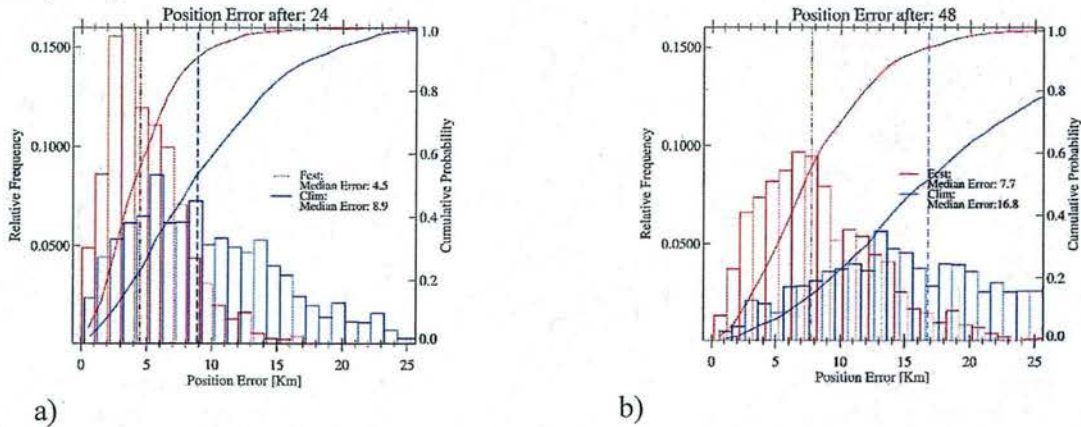 Position Error after: 24
0.1500
0.1000
0.0500
Relative Frequency
1.0
0.8
0.6
0.4
0.2
0.0
Cumulative Probability
Fcst:
Median Error: 4.5
Clim:
Median Error: 8.9
0 5 10 15 20 25
Position Error [Km]
a)
Position Error after: 48
0.1500
0.1000
0.0500
Relative Frequency
1.0
0.8
0.6
0.4
0.2
0.0
Cumulative Probability
Fcst:
Median Error: 7.7
Clim:
Median Error:16.8
0 5 10 15 20 25
Position Error [Km]
b)